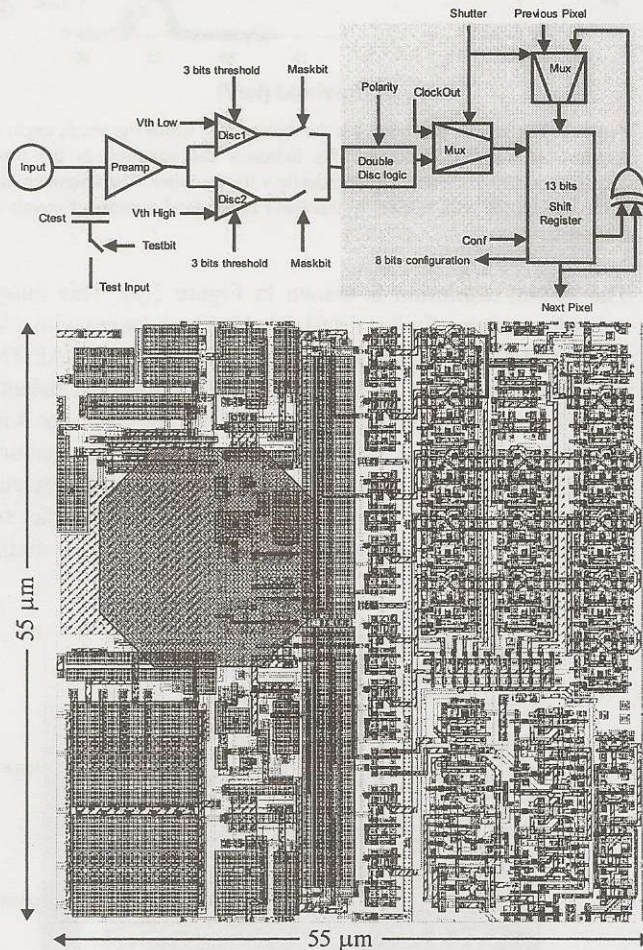 Shutter
Previous Pixel
3 bits threshold
Maskbit
Mux
Polarity
ClockOut
Vth Low
Disc1
Input
Preamp
Double
Disc logic
Mux
Disc2
13 bits
Shift
Register
Ctest
Vth High
Testbit
3 bits threshold
Maskbit
Conf
8 bits configuration
Test Input
Next Pixel
55 µm
55 µm